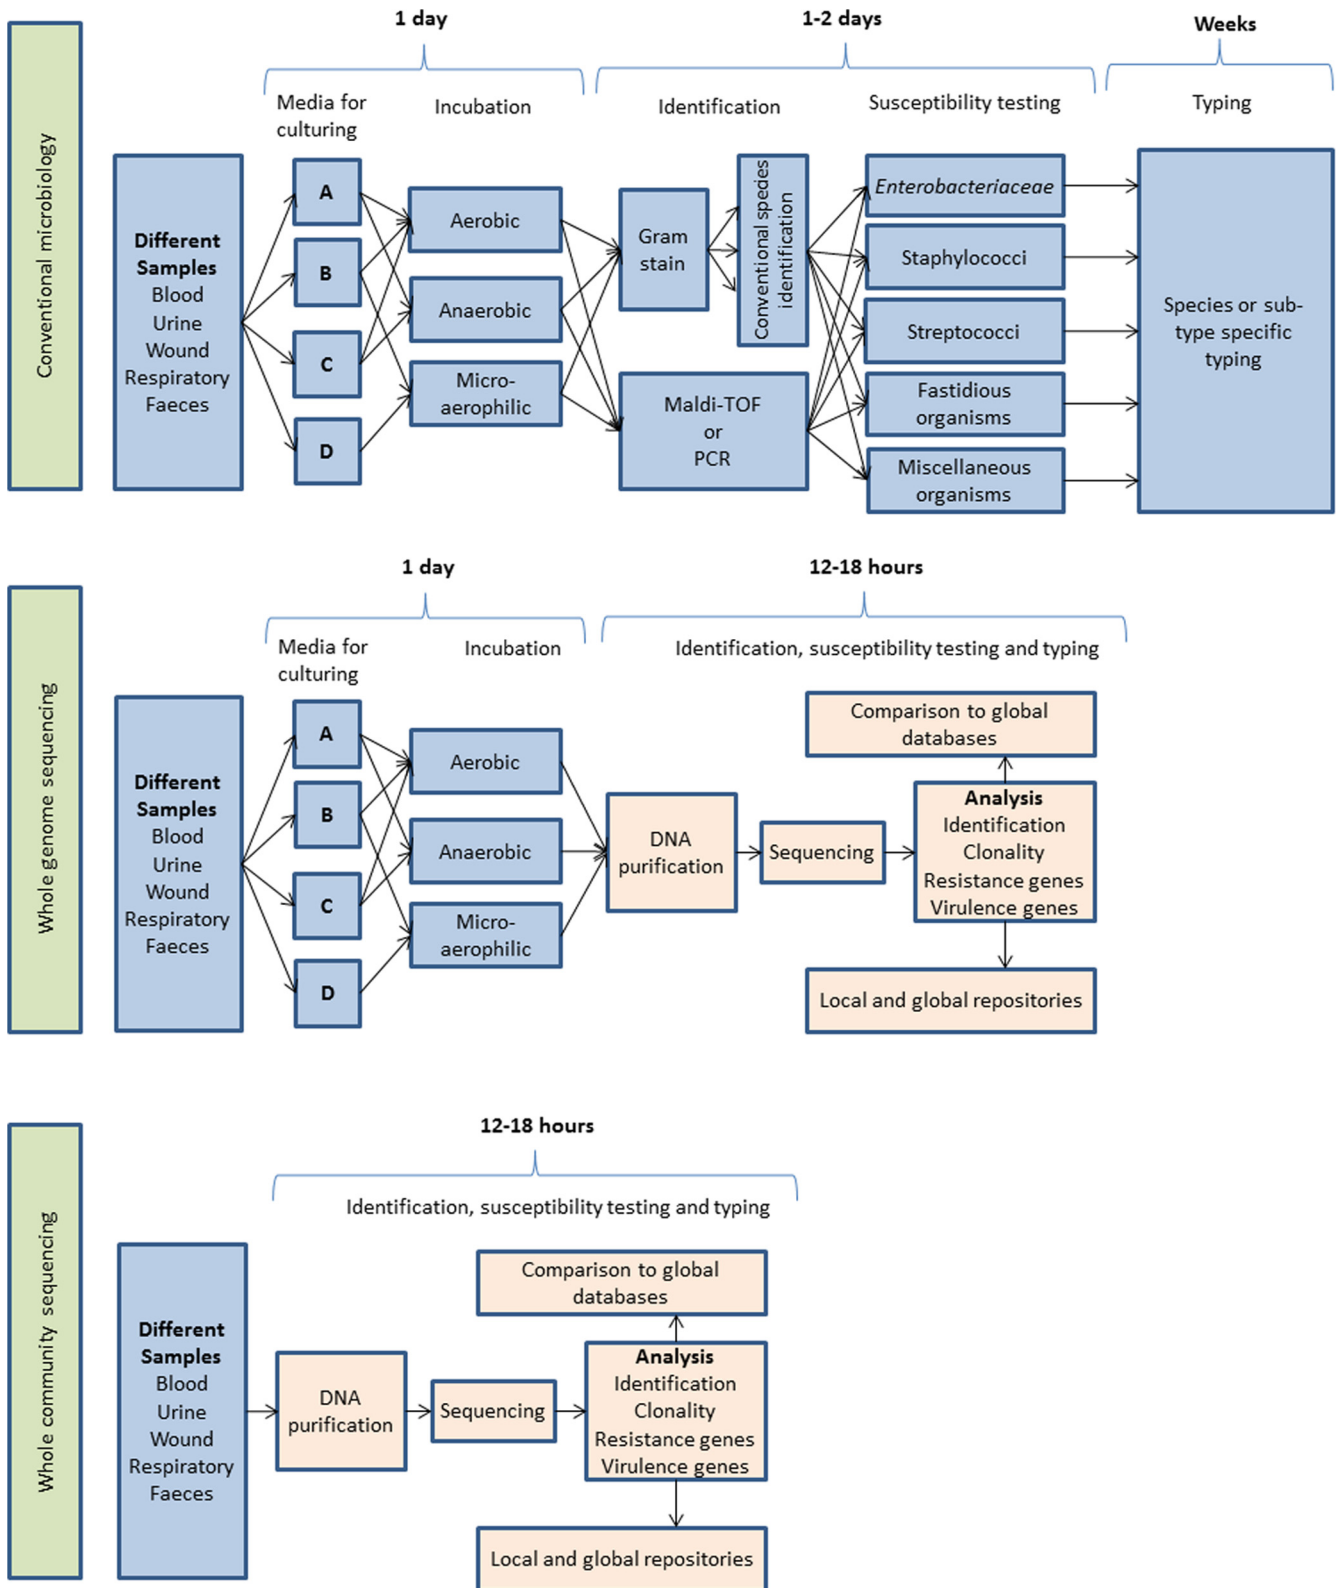 Conventional microbiology
1 day
1-2 days
Weeks
Media for
culturing
Incubation
Identification
Susceptibility testing
Typing
Different
Samples
Blood
Urine
Wound
Respiratory
Faeces
A
B
C
D
Aerobic
Anaerobic
Micro-
aerophilic
Gram
stain
Conventional spedes
identification
Maldi-TOF
or
PCR
Enterobacteriaceae
Staphylococci
Streptococci
Fastidious
organisms
Miscellaneous
organisms
Species or sub-
type specific
typing
Whole genome sequencing
1 day
12-18 hours
Media for
culturing
Incubation
Identification, susceptibility testing and typing
Different
Samples
Blood
Urine
Wound
Respiratory
Faeces
A
B
C
D
Aerobic
Anaerobic
Micro-
aerophilic
DNA
purification
Sequencing
Comparison to global
databases
Analysis
Identification
Clonality
Resistance genes
Virulence genes
Local and global repositories
Whole community sequencing
12-18 hours
Identification, susceptibility testing and typing
Different
Samples
Blood
Urine
Wound
Respiratory
Faeces
DNA
purification
Sequencing
Comparison to global
databases
Analysis
Identification
Clonality
Resistance genes
Virulence genes
Local and global repositories